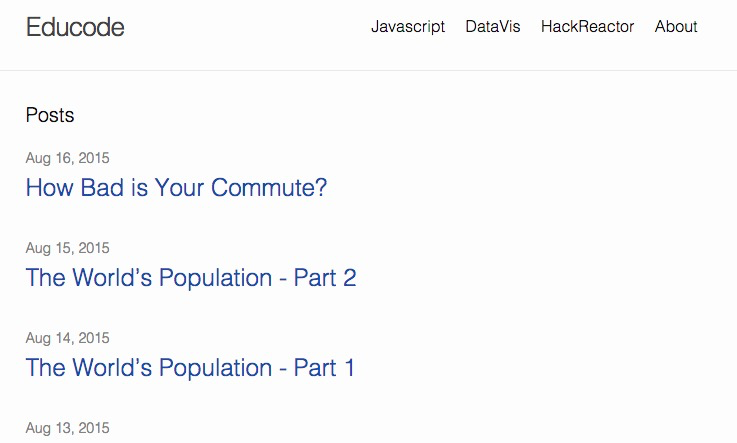 Educode
Javascript DataVis HackReactor About
Posts
Aug 16, 2015
How Bad is Your Commute?
Aug 15, 2015
The World’s Population - Part 2
Aug 14, 2015
The World’s Population - Part 1
Aug 13, 2015